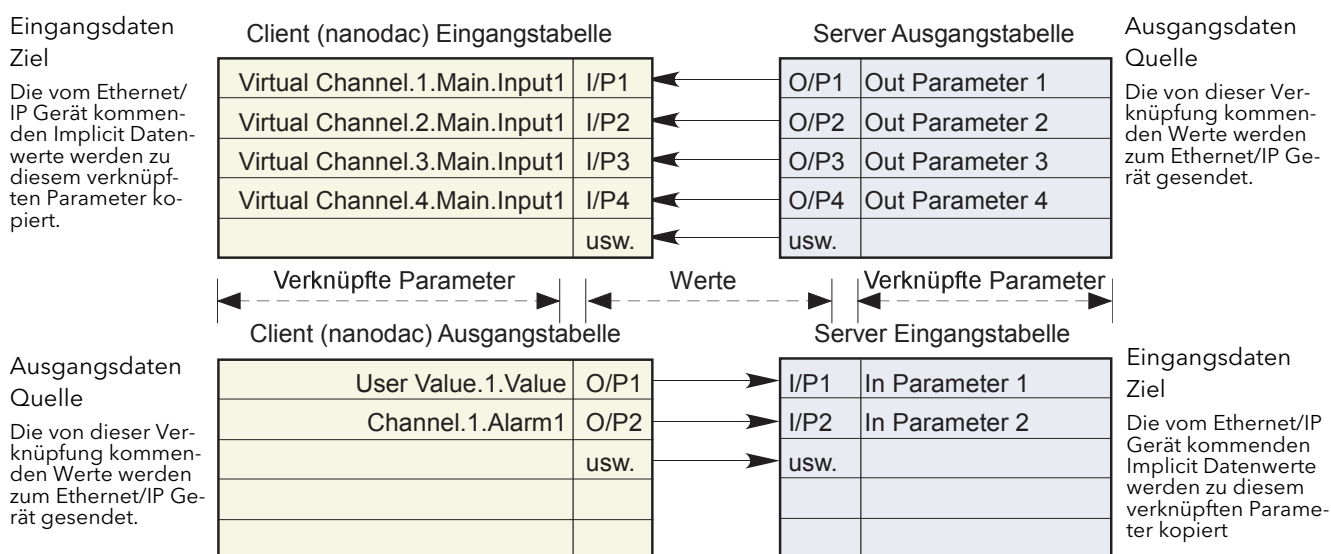 Eingangsdaten
Ziel
Die vom Ethernet/
IP Gerät kommen-
den Implicit Daten-
werte werden zu
diesem verknüpf-
ten Parameter ko-
piert.
Client (nanodac) Eingangstabelle
Virtual Channel.1.Main.Input1 I/P1
Virtual Channel.2.Main.Input1 I/P2
Virtual Channel.3.Main.Input1 I/P3
Virtual Channel.4.Main.Input1 I/P4
usw.
Server Ausgangstabelle
O/P1 Out Parameter 1
O/P2 Out Parameter 2
O/P3 Out Parameter 3
O/P4 Out Parameter 4
usw.
Ausgangsdaten
Quelle
Die von dieser Ver-
knüpfung kommen-
den Werte werden
zum Ethernet/IP Ge-
rät gesendet.
Verknüpfte Parameter Werte Verknüpfte Parameter
Ausgangsdaten
Quelle
Die von dieser Ver-
knüpfung kommen-
den Werte werden
zum Ethernet/IP Ge-
rät gesendet.
Client (nanodac) Ausgangstabelle
User Value.1.Value O/P1
Channel.1.Alarm1 O/P2
usw.
Server Eingangstabelle
I/P1 In Parameter 1
I/P2 In Parameter 2
usw.
Eingangsdaten
Ziel
Die vom Ethernet/IP
Gerät kommenden
Implicit Datenwerte
werden zu diesem
verknüpften Parame-
ter kopiert